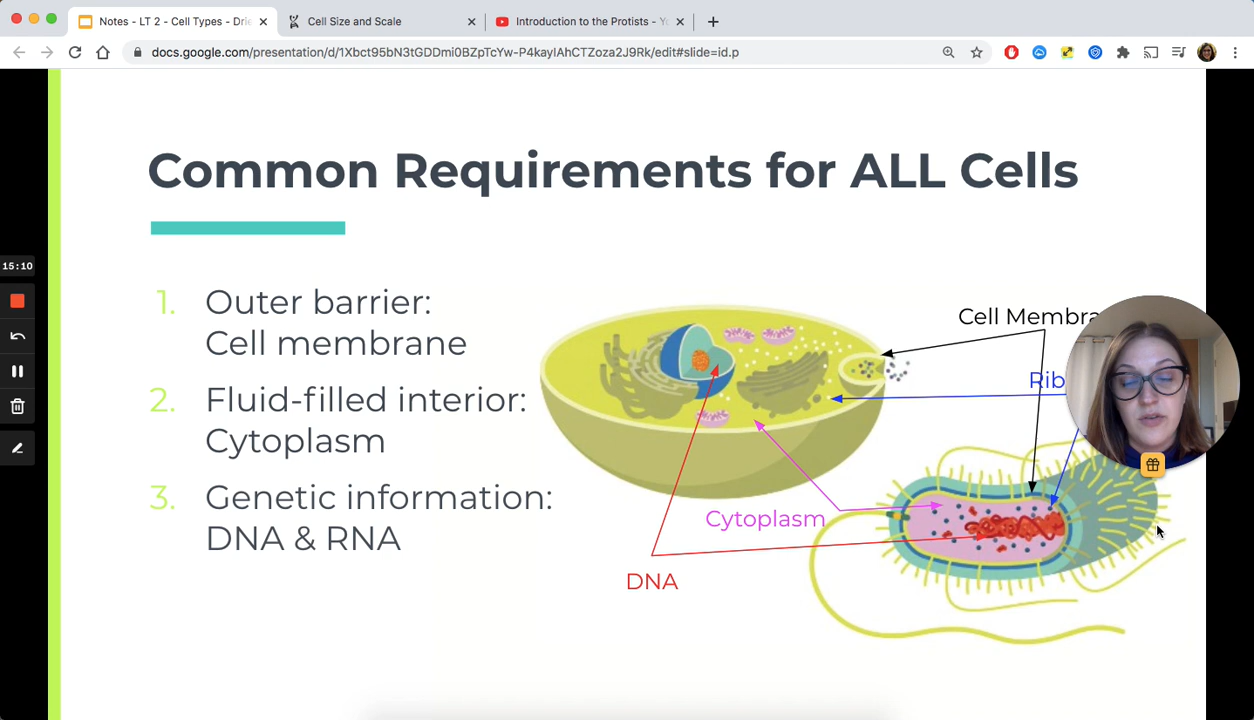 Notes - LT 2 - Cell Types - Drie
Cell Size and Scale
Introduction to the Protists - Yo
docs.google.com/presentation/d/1Xbct95bN3tGDDmi0BZpTcYw-P4kayIAhCTZoza2J9Rk/edit#slide=id.p
Common Requirements for ALL Cells
15:10
1. Outer barrier:
Cell membrane
2. Fluid-filled interior:
Cytoplasm
3. Genetic information:
DNA & RNA
Cell Membra
Rib
Cytoplasm
DNA